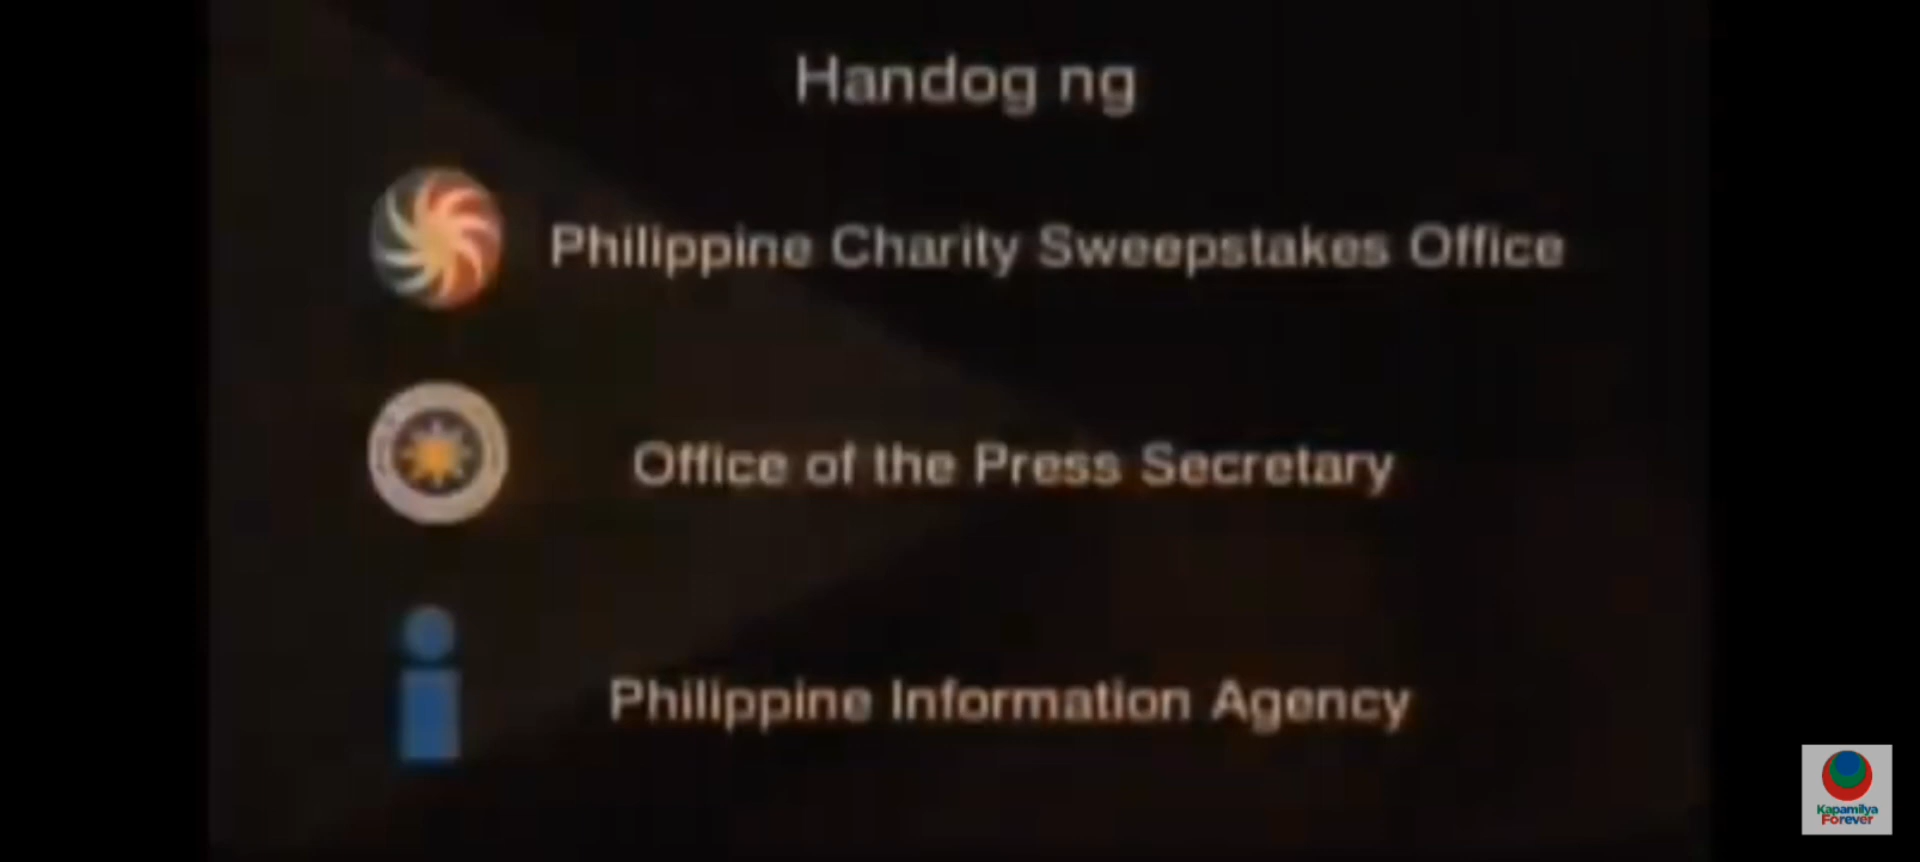 Handog ng
Philippine Charity Sweepstakes Office
Office of the Press Secretary
Philippine Information Agency
Kapamilya
Forever